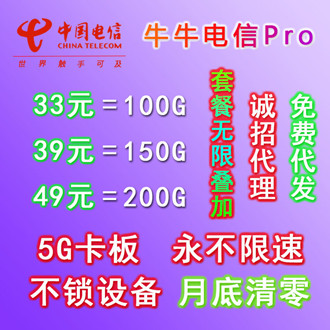 中国电信
CHINA TELECOM
世界触手可及
牛牛电信Pro
33元=100G
39元=150G
49元=200G
套餐无限叠加
诚招代理
免费代发
5G卡板 永不限速
不锁设备 月底清零